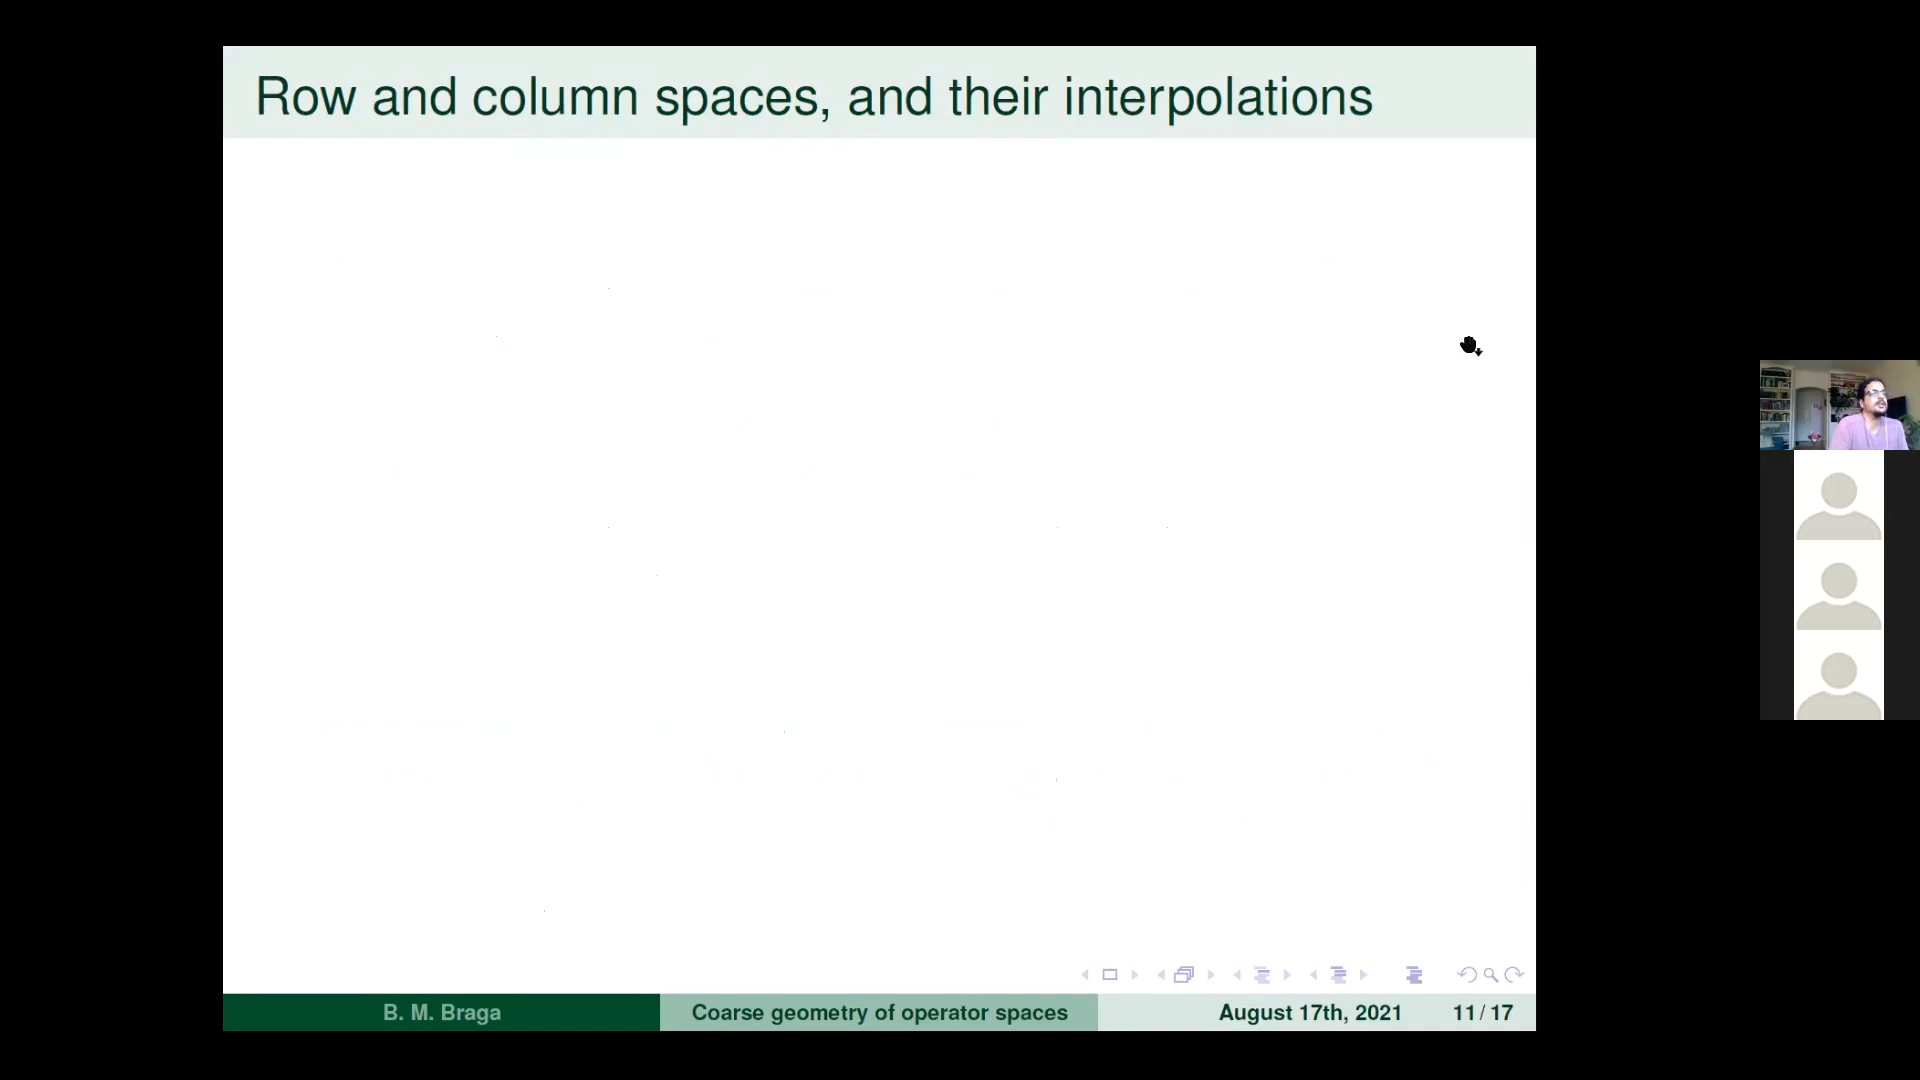 Row and column spaces, and their interpolations
B. M. Braga
Coarse geometry of operator spaces
August 17th, 2021
11 / 17